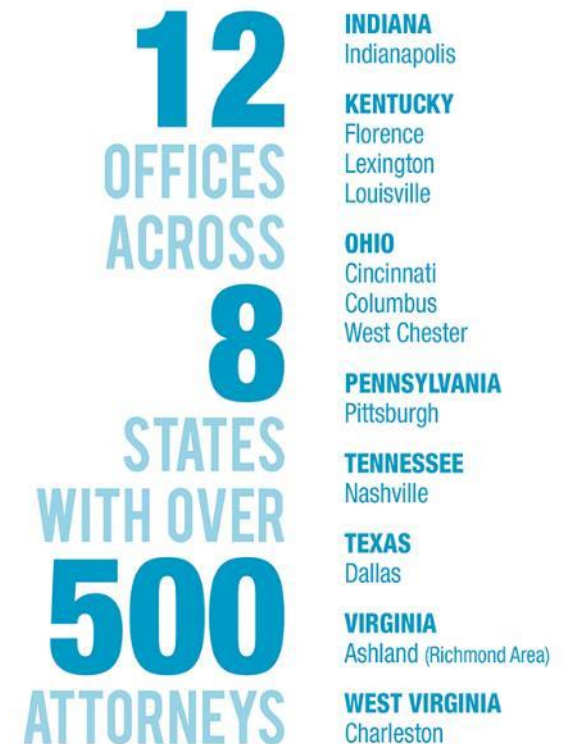 12
OFFICES
ACROSS
8
STATES
WITH OVER
500
ATTORNEYS
INDIANA
Indianapolis
KENTUCKY
Florence
Lexington
Louisville
OHIO
Cincinnati
Columbus
West Chester
PENNSYLVANIA
Pittsburgh
TENNESSEE
Nashville
TEXAS
Dallas
VIRGINIA
Ashland (Richmond Area)
WEST VIRGINIA
Charleston